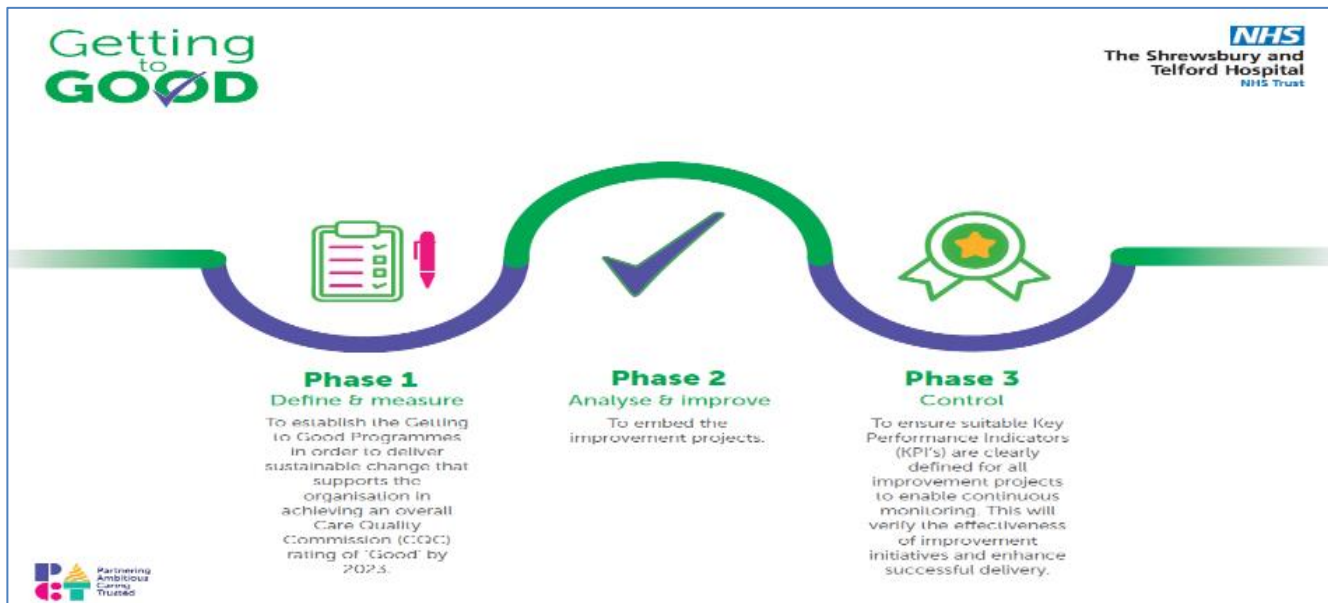 Getting
to
GOOD
NHS
The Shrewsbury and
Telford Hospital
NHS Trust
Phase 1
Define & measure
To establish the Getting
to Good Programmes
in order to deliver
sustainable change that
supports the
organisation in
achieving an overall
Care Quality
Commission (CQC)
rating of 'Good' by
2023.
Phase 2
Analyse & improve
To embed the
improvement projects.
Phase 3
Control
To ensure suitable Key
Performance Indicators
(KPI's) are clearly
defined for all
improvement projects
to enable continuous
monitoring. This will
verify the effectiveness
of improvement
initiatives and enhance
successful delivery.
Partnering
Ambitious
Caring
Trusted